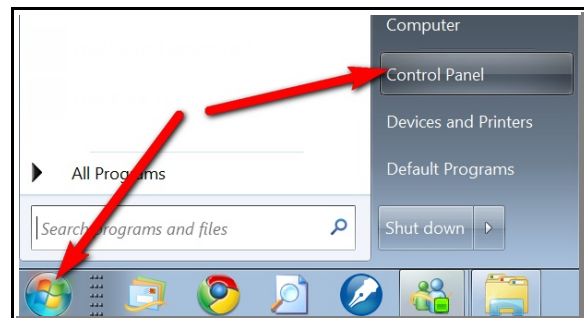 Computer
Control Panel
Devices and Printers
All Programs
Default Programs
Search programs and files
Shut down